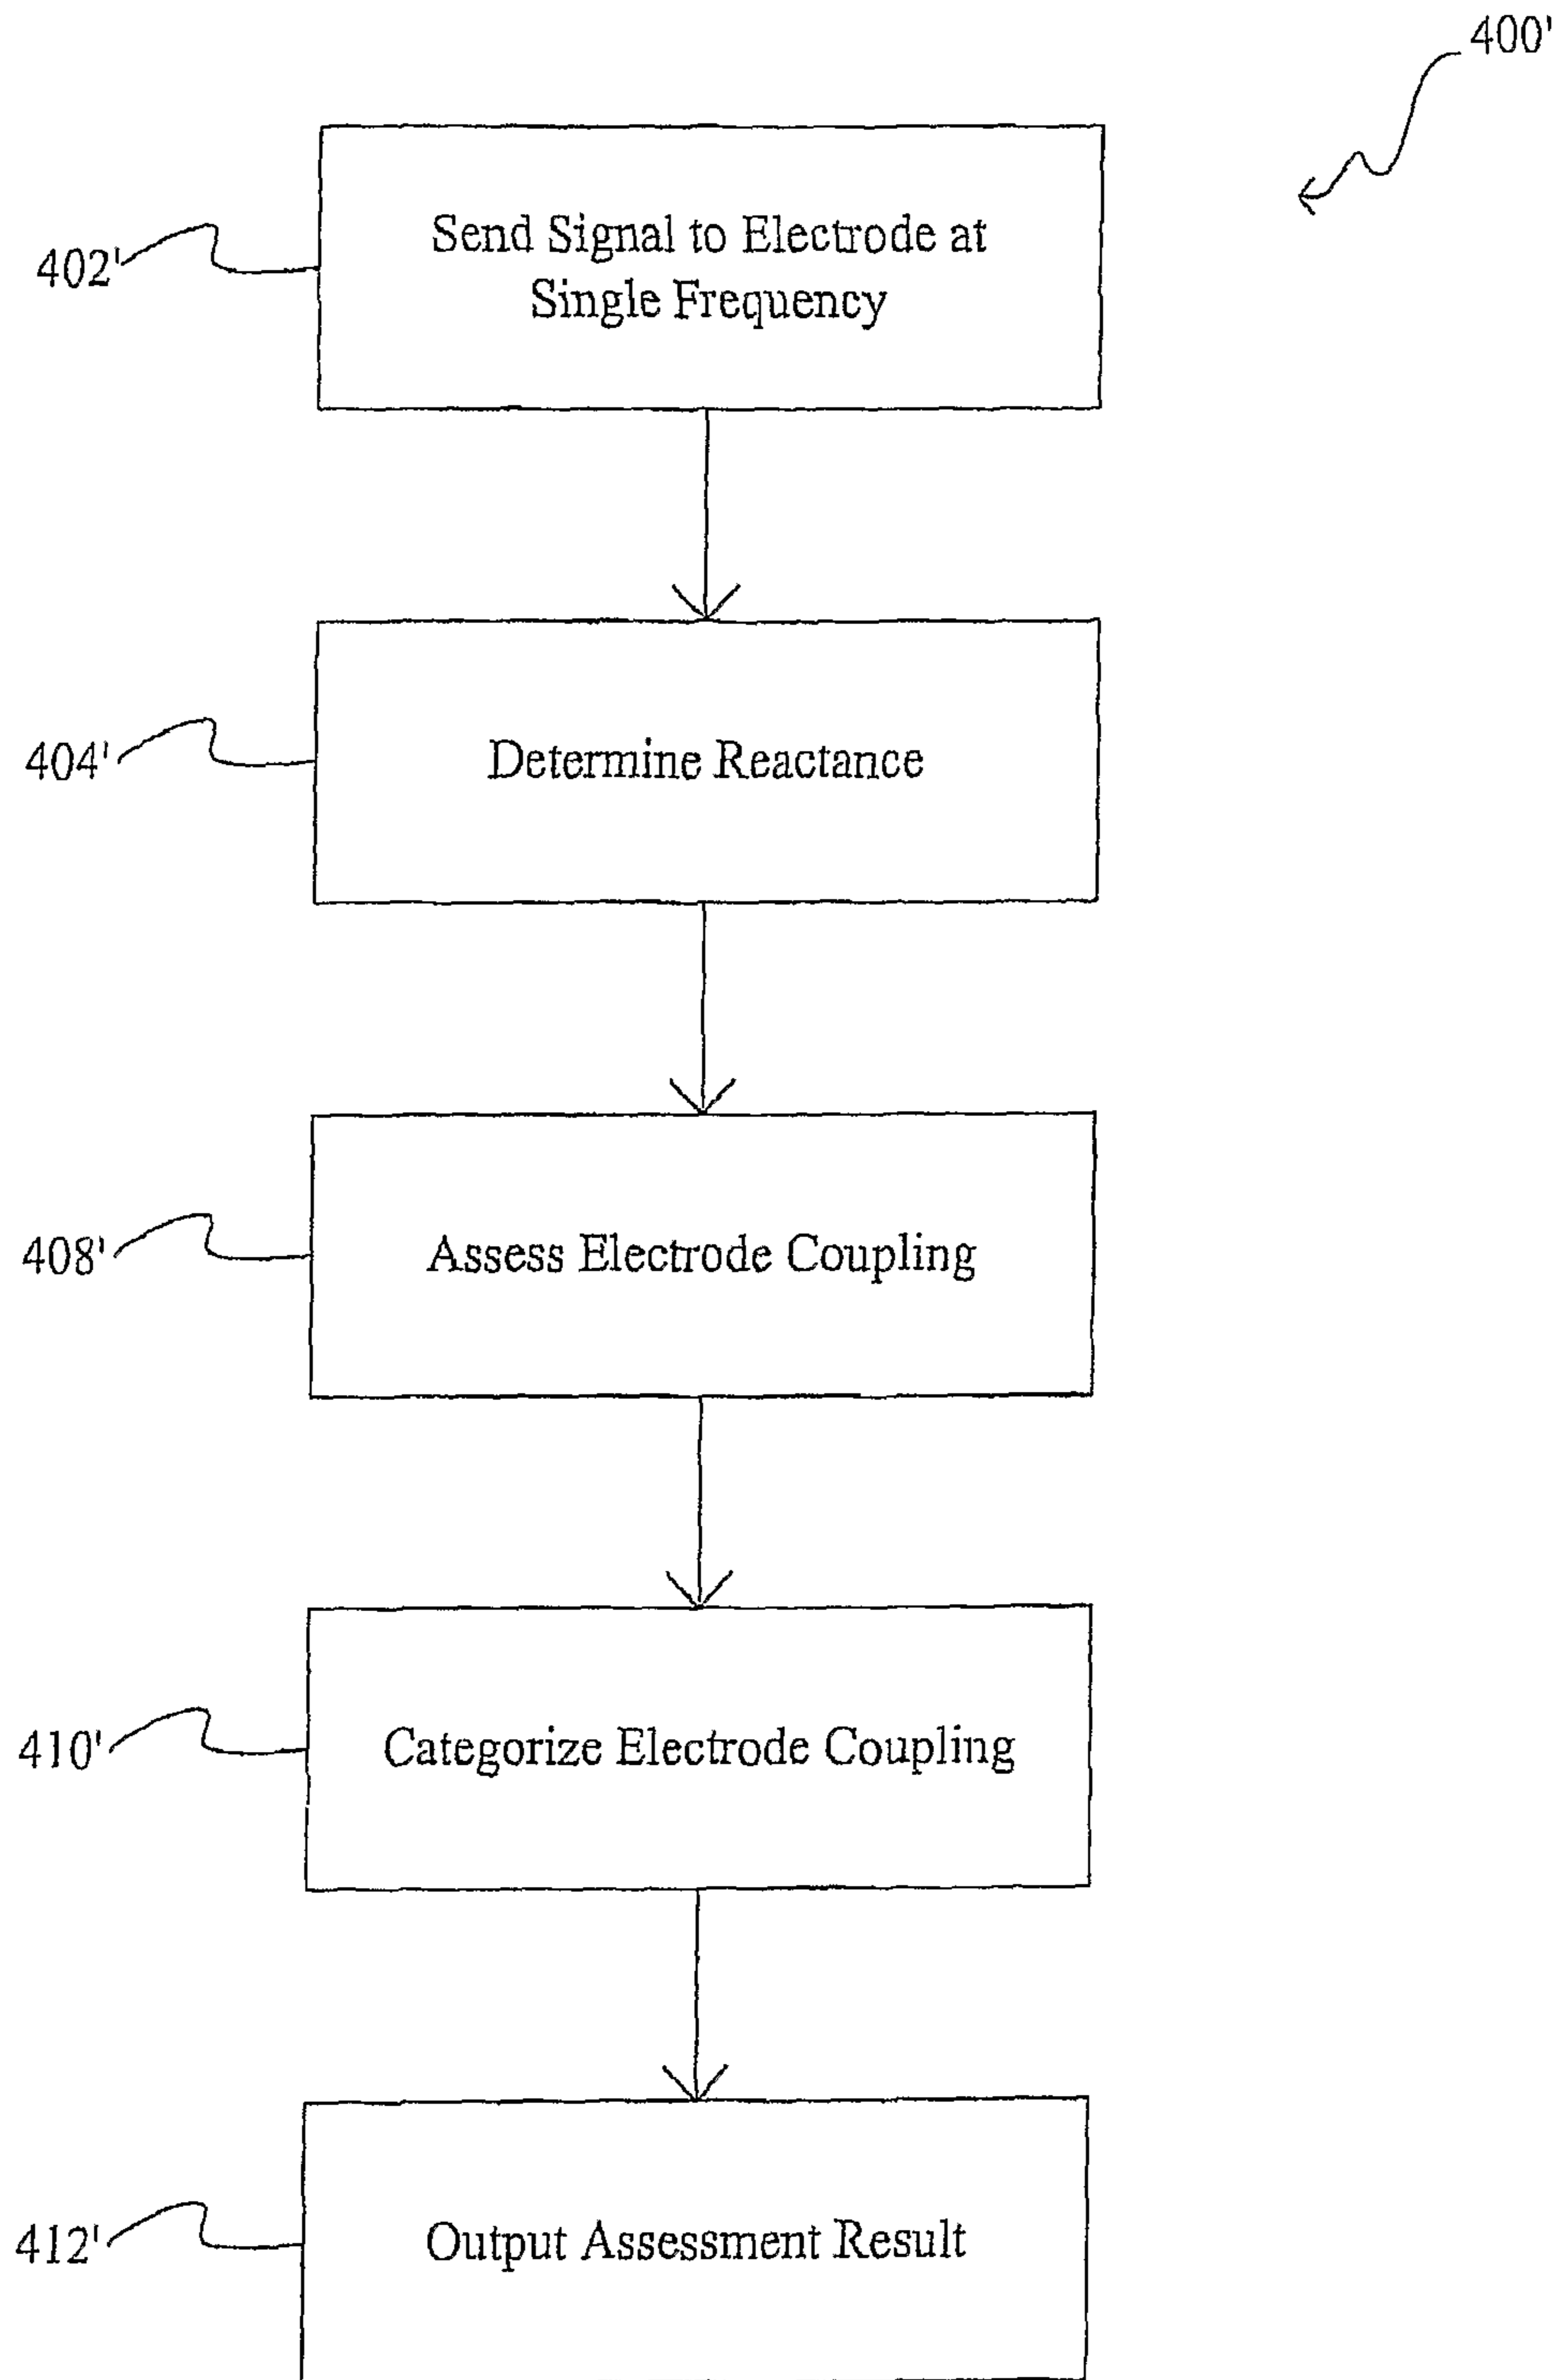 400'
402'
Send Signal to Electrode at
Single Frequency
404'
Determine Reactance
408'
Assess Electrode Coupling
410'
Categorize Electrode Coupling
412'
Output Assessment Result